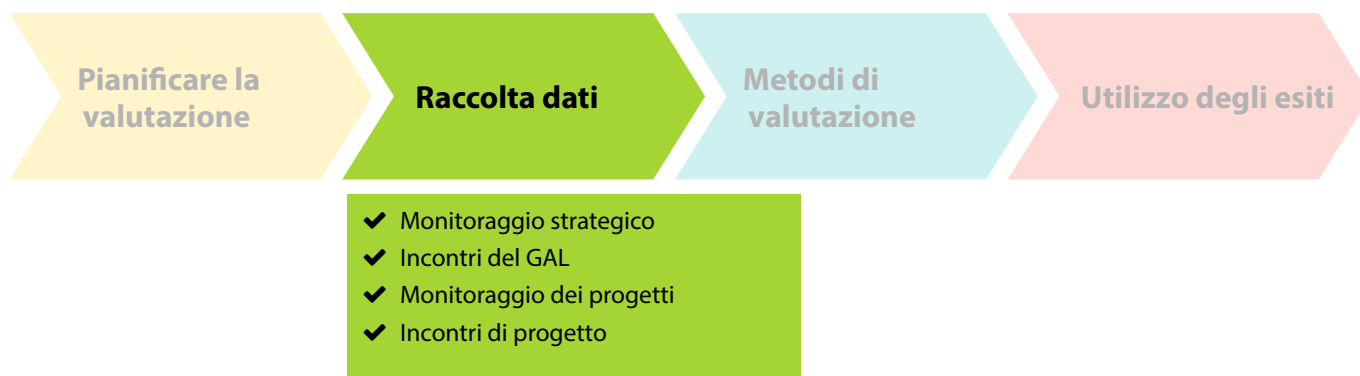 Pianificare la
valutazione
Raccolta dati
Metodi di
valutazione
Utilizzo degli esiti
✔ Monitoraggio strategico
✔ Incontri del GAL
✔ Monitoraggio dei progetti
✔ Incontri di progetto